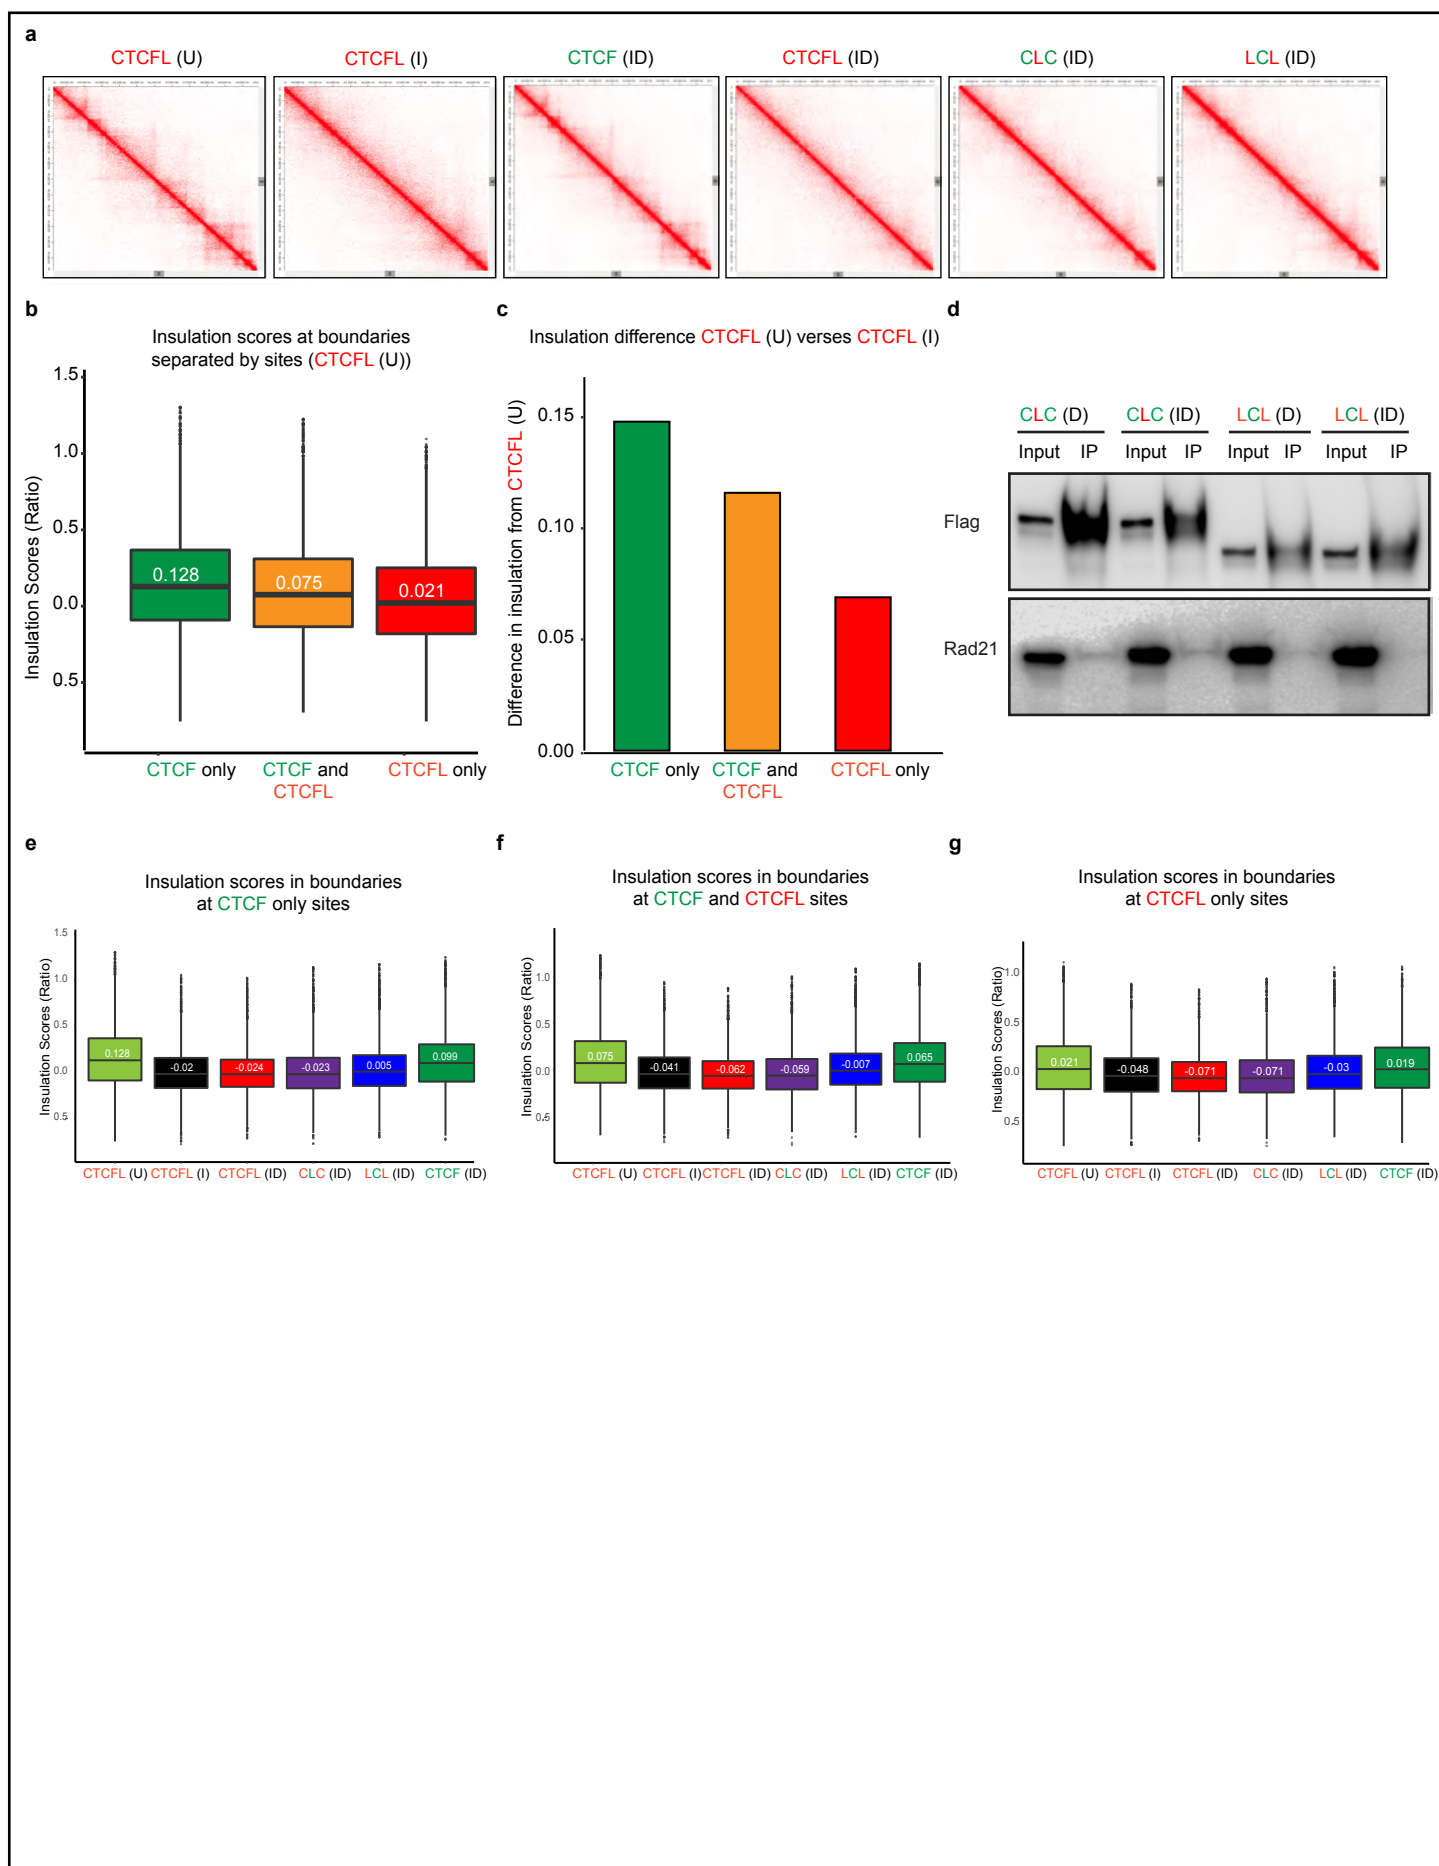 a
CTCFL (U)
CTCFL (I)
CTCF (ID)
CTCFL (ID)
CLC (ID)
LCL (ID)
b
Insulation scores at boundaries
separated by sites (CTCFL (U))
Insulation Scores (Ratio)
1.5
1.0
0.5
0.0
0.5
0.128
0.075
0.021
CTCF only
CTCF and
CTCFL
CTCFL only
c
Insulation difference CTCFL (U) verses CTCFL (I)
Difference in insulation from CTCFL (U)
0.15
0.10
0.05
0.00
CTCF only
CTCF and
CTCFL
CTCFL only
d
CLC (D) CLC (ID) LCL (D) LCL (ID)
Input IP Input IP Input IP Input IP
Flag
Rad21
e
Insulation scores in boundaries
at CTCF only sites
Insulation Scores (Ratio)
1.5
1.0
0.5
0.0
0.5
0.128
-0.02
-0.024
-0.023
0.005
0.099
CTCFL (U) CTCFL (I) CTCFL (ID) CLC (ID) LCL (ID) CTCF (ID)
f
Insulation scores in boundaries
at CTCF and CTCFL sites
Insulation Scores (Ratio)
1.0
0.5
0.0
0.5
0.075
-0.041
-0.062
-0.059
-0.007
0.065
CTCFL (U) CTCFL (I) CTCFL (ID) CLC (ID) LCL (ID) CTCF (ID)
g
Insulation scores in boundaries
at CTCFL only sites
Insulation Scores (Ratio)
1.0
0.5
0.0
0.5
0.021
-0.048
-0.071
-0.071
-0.03
0.019
CTCFL (U) CTCFL (I) CTCFL (ID) CLC (ID) LCL (ID) CTCF (ID)